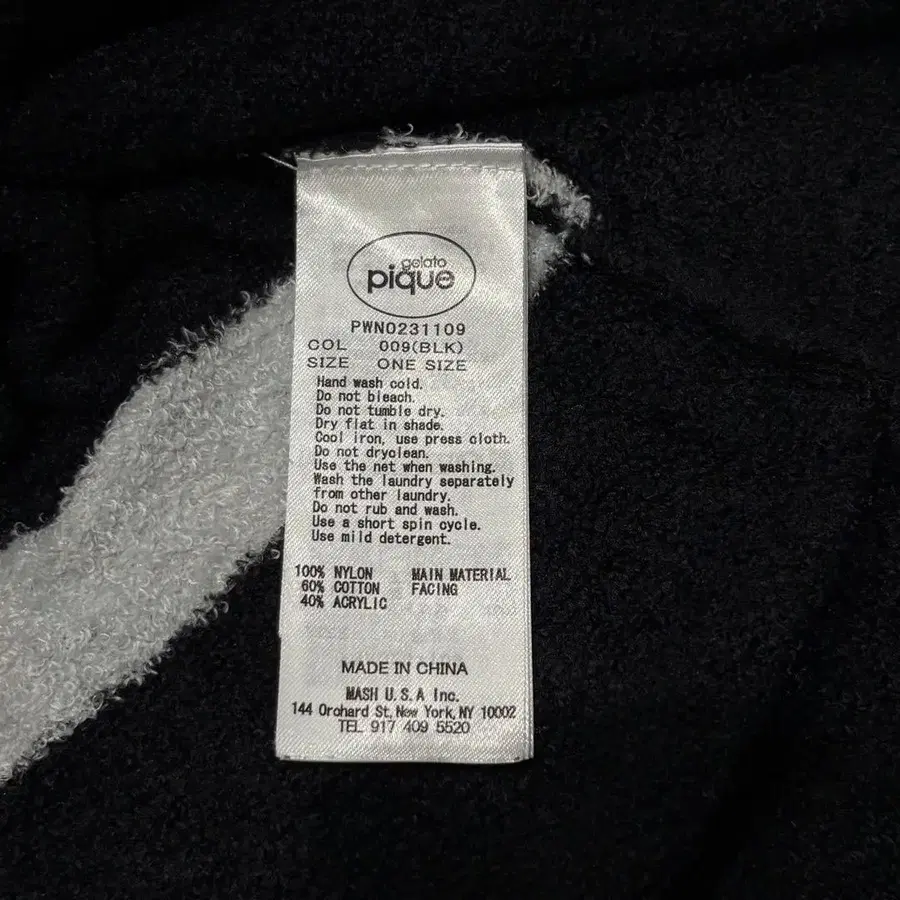 gelato
pique
PWNO231109
COL 009(BLK)
SIZE ONE SIZE
Hand wash cold.
Do not bleach.
Do not tumble dry.
Dry flat in shade.
Cool iron, use press cloth.
Do not dryclean.
Use the net when washing.
Wash the laundry separately
from other laundry.
Do not rub and wash.
Use a short spin cycle.
Use mild detergent.
100% NYLON MAIN MATERIAL
60% COTTON FACING
40% ACRYLIC
MADE IN CHINA
MASH U.S.A Inc.
144 Orchard St, New York, NY 10002
TEL 917 409 5520